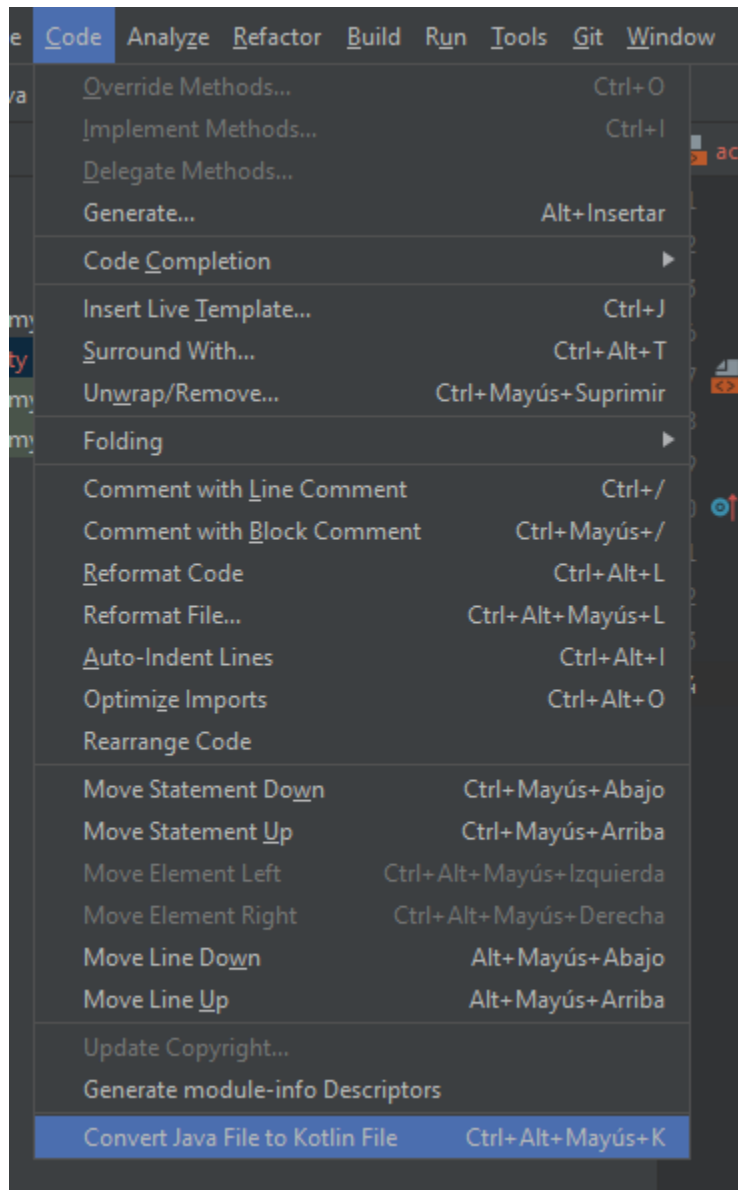 e Code Analyze Refactor Build Run Tools Git Window
va
Override Methods... Ctrl+O
Implement Methods... Ctrl+I
ac
Delegate Methods...
Generate... Alt+Insertar
Code Completion
Insert Live Template... Ctrl+J
my
Surround With... Ctrl+Alt+T
ty
Unwrap/Remove... Ctrl+Mayús+Suprimir
my
Folding
my
Comment with Line Comment Ctrl+/
Comment with Block Comment Ctrl+Mayús+/
Reformat Code Ctrl+Alt+L
Reformat File... Ctrl+Alt+Mayús+L
Auto-Indent Lines Ctrl+Alt+I
Optimize Imports Ctrl+Alt+O
Rearrange Code
Move Statement Down Ctrl+Mayús+Abajo
Move Statement Up Ctrl+Mayús+Arriba
Move Element Left Ctrl+Alt+Mayús+Izquierda
Move Element Right Ctrl+Alt+Mayús+Derecha
Move Line Down Alt+Mayús+Abajo
Move Line Up Alt+Mayús+Arriba
Update Copyright...
Generate module-info Descriptors
Convert Java File to Kotlin File Ctrl+Alt+Mayús+K